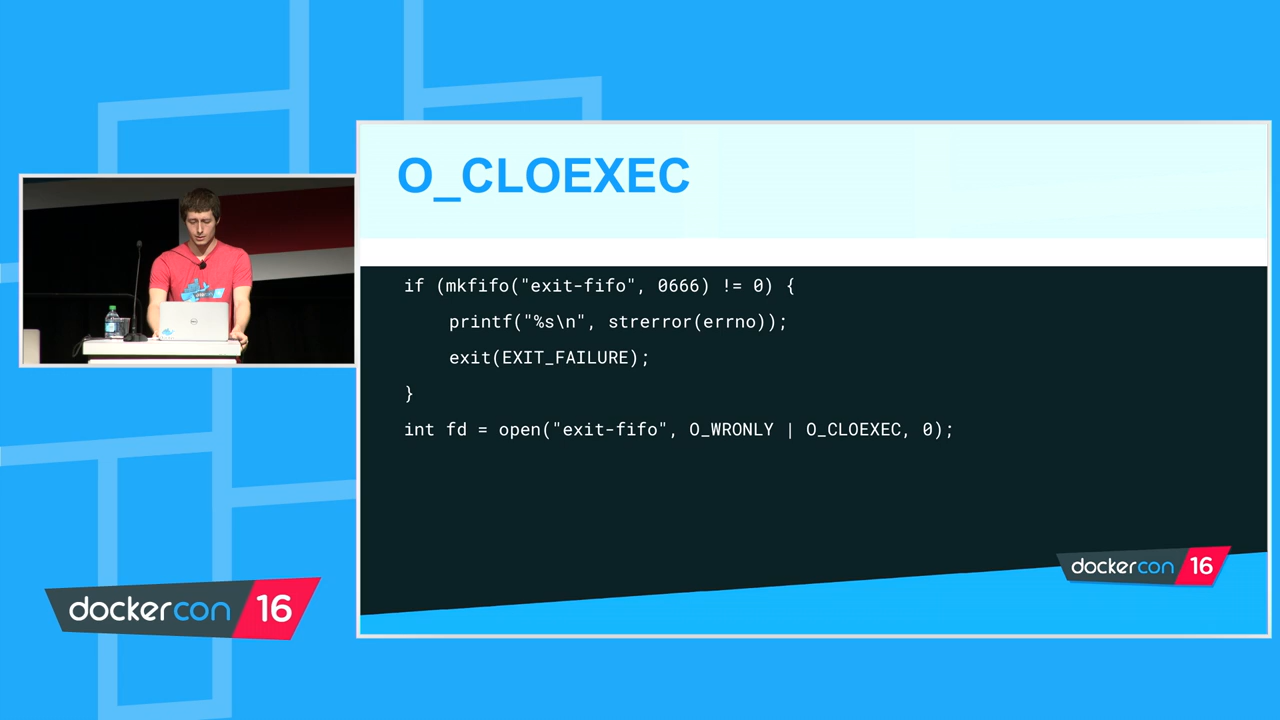 O_CLOEXEC
if (mkfifo("exit-fifo", 0666) != 0) {
printf("%s\n", strerror(errno));
exit(EXIT_FAILURE);
}
int fd = open("exit-fifo", O_WRONLY | O_CLOEXEC, 0);
dockercon 16
dockercon 16